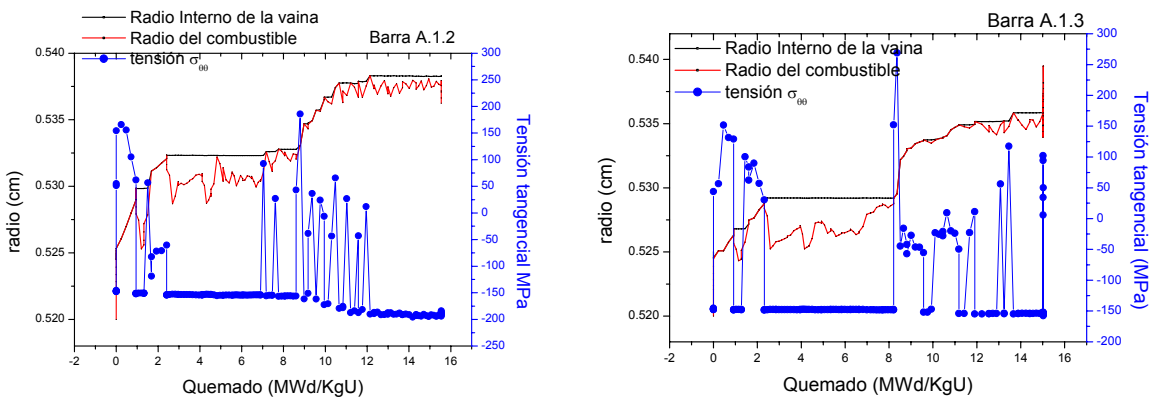 Radio Interno de la vaina
Radio del combustible
tensión σθθ
Barra A.1.2
0.540
0.535
0.530
0.525
0.520
radio (cm)
300
250
200
150
100
50
0
-50
-100
-150
-200
-250
Tensión tangencial MPa
-2 0 2 4 6 8 10 12 14 16
Quemado (MWd/KgU)
Barra A.1.3
Radio Interno de la vaina
Radio del combustible
tensión σθθ
0.540
0.535
0.530
0.525
0.520
radio (cm)
300
250
200
150
100
50
0
-50
-100
-150
-200
Tensión tangencial (MPa)
-2 0 2 4 6 8 10 12 14 16
Quemado (MWd/KgU)